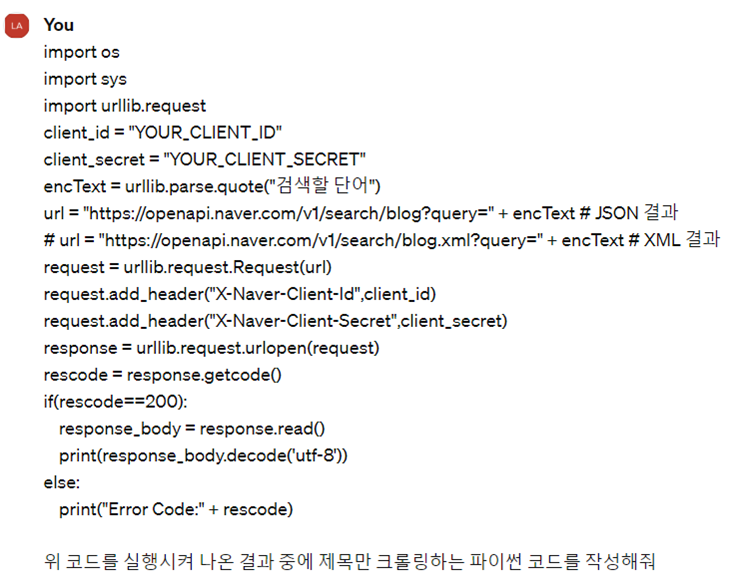 LA
You
import os
import sys
import urllib.request
client_id = "YOUR_CLIENT_ID"
client_secret = "YOUR_CLIENT_SECRET"
encText = urllib.parse.quote("검색할 단어")
url = "https://openapi.naver.com/v1/search/blog?query=" + encText # JSON 결과
# url = "https://openapi.naver.com/v1/search/blog.xml?query=" + encText # XML 결과
request = urllib.request.Request(url)
request.add_header("X-Naver-Client-Id",client_id)
request.add_header("X-Naver-Client-Secret",client_secret)
response = urllib.request.urlopen(request)
rescode = response.getcode()
if(rescode==200):
response_body = response.read()
print(response_body.decode('utf-8'))
else:
print("Error Code:" + rescode)
위 코드를 실행시켜 나온 결과 중에 제목만 크롤링하는 파이썬 코드를 작성해줘